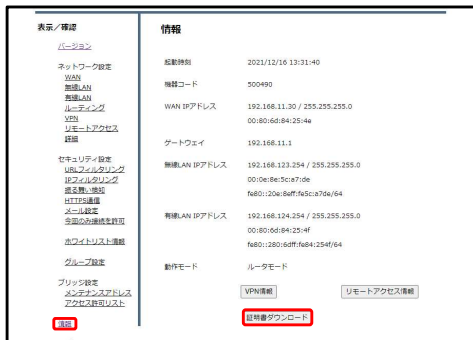 表示／確認
バージョン
ネットワーク設定
WAN
無線LAN
有線LAN
ルーティング
VPN
リモートアクセス
詳細
セキュリティ設定
URLフィルタリング
IPフィルタリング
振る舞い検知
HTTPS通信
メール設定
今回のみ接続を許可
ホワイトリスト情報
グループ設定
ブリッジ設定
メンテナンスアドレス
アクセス許可リスト
情報
情報
起動時刻 2021/12/16 13:31:40
機器コード 500490
WAN IPアドレス 192.168.11.30 / 255.255.255.0
00:80:6d:84:25:4e
ゲートウェイ 192.168.11.1
無線LAN IPアドレス 192.168.123.254 / 255.255.255.0
00:0e:8e:5c:a7:de
fe80::20e:8eff:fe5c:a7de/64
有線LAN IPアドレス 192.168.124.254 / 255.255.255.0
00:80:6d:84:25:4f
fe80::280:6dff:fe84:254f/64
動作モード ルータモード
VPN情報 リモートアクセス情報
証明書ダウンロード